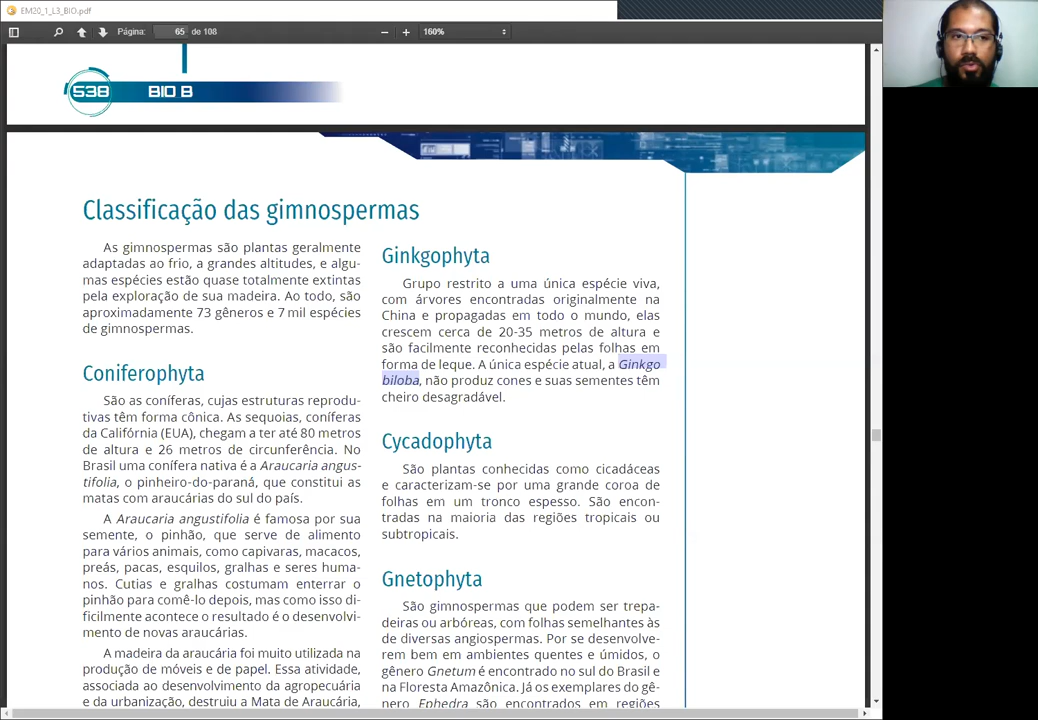 EM20_1_L3_BIO.pdf
Página: 65 de 108
160%
538 BIO B
Classificação das gimnospermas
As gimnospermas são plantas geralmente
adaptadas ao frio, a grandes altitudes, e algu-
mas espécies estão quase totalmente extintas
pela exploração de sua madeira. Ao todo, são
aproximadamente 73 gêneros e 7 mil espécies
de gimnospermas.
Coniferophyta
São as coníferas, cujas estruturas reprodu-
tivas têm forma cônica. As sequoias, coníferas
da Califórnia (EUA), chegam a ter até 80 metros
de altura e 26 metros de circunferência. No
Brasil uma conífera nativa é a Araucaria angus-
tifolia, o pinheiro-do-paraná, que constitui as
matas com araucárias do sul do país.
A Araucaria angustifolia é famosa por sua
semente, o pinhão, que serve de alimento
para vários animais, como capivaras, macacos,
preás, pacas, esquilos, gralhas e seres huma-
nos. Cutias e gralhas costumam enterrar o
pinhão para comê-lo depois, mas como isso di-
ficilmente acontece o resultado é o desenvolvi-
mento de novas araucárias.
A madeira da araucária foi muito utilizada na
produção de móveis e de papel. Essa atividade,
associada ao desenvolvimento da agropecuária
e da urbanização, destruiu a Mata de Araucária,
Ginkgophyta
Grupo restrito a uma única espécie viva,
com árvores encontradas originalmente na
China e propagadas em todo o mundo, elas
crescem cerca de 20-35 metros de altura e
são facilmente reconhecidas pelas folhas em
forma de leque. A única espécie atual, a Ginkgo
biloba, não produz cones e suas sementes têm
cheiro desagradável.
Cycadophyta
São plantas conhecidas como cicadáceas
e caracterizam-se por uma grande coroa de
folhas em um tronco espesso. São encon-
tradas na maioria das regiões tropicais ou
subtropicais.
Gnetophyta
São gimnospermas que podem ser trepa-
deiras ou arbóreas, com folhas semelhantes às
de diversas angiospermas. Por se desenvolve-
rem bem em ambientes quentes e úmidos, o
gênero Gnetum é encontrado no sul do Brasil e
na Floresta Amazônica. Já os exemplares do gê-
nero Ephedra são encontrados em regiões